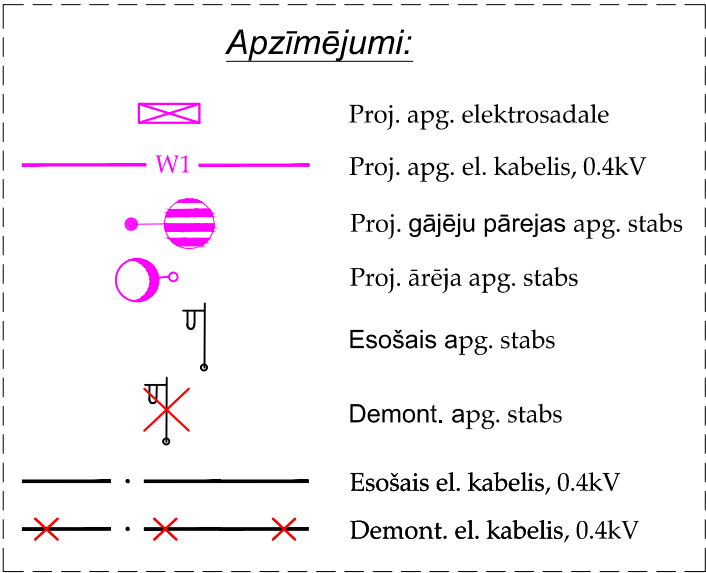 Apzīmējumi:
Proj. apg. elektrosadale
W1 Proj. apg. el. kabelis, 0.4kV
Proj. gājēju pārejas apg. stabs
Proj. ārēja apg. stabs
Esošais apg. stabs
Demont. apg. stabs
Esošais el. kabelis, 0.4kV
Demont. el. kabelis, 0.4kV